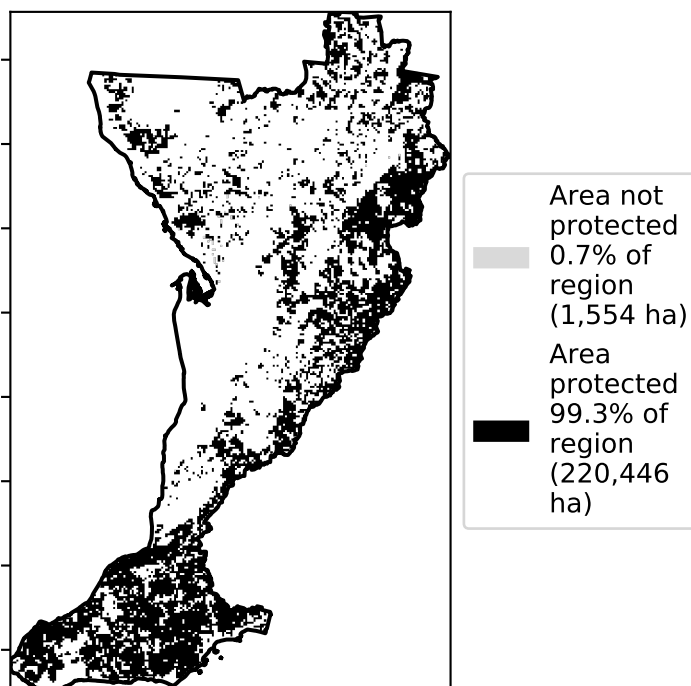 Area not
protected
0.7% of
region
(1,554 ha)
Area
protected
99.3% of
region
(220,446
ha)